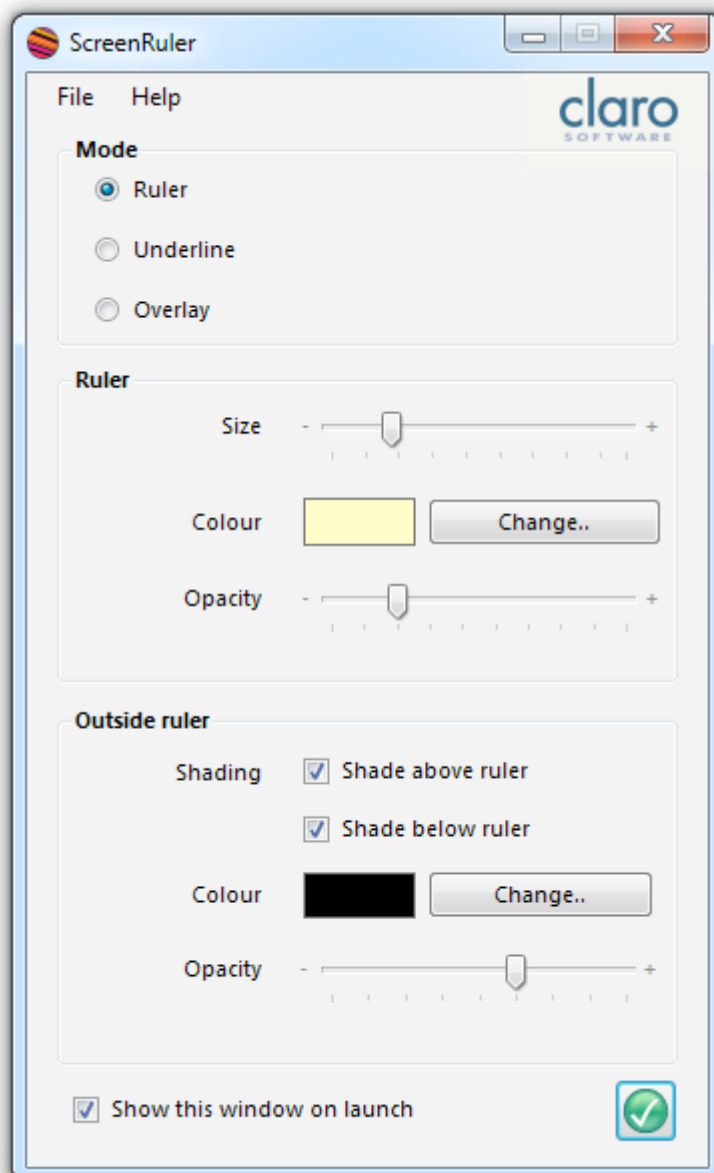 ScreenRuler
File Help
claro
SOFTWARE
Mode
Ruler
Underline
Overlay
Ruler
Size - +
Colour Change..
Opacity - +
Outside ruler
Shading Shade above ruler
Shade below ruler
Colour Change..
Opacity - +
Show this window on launch